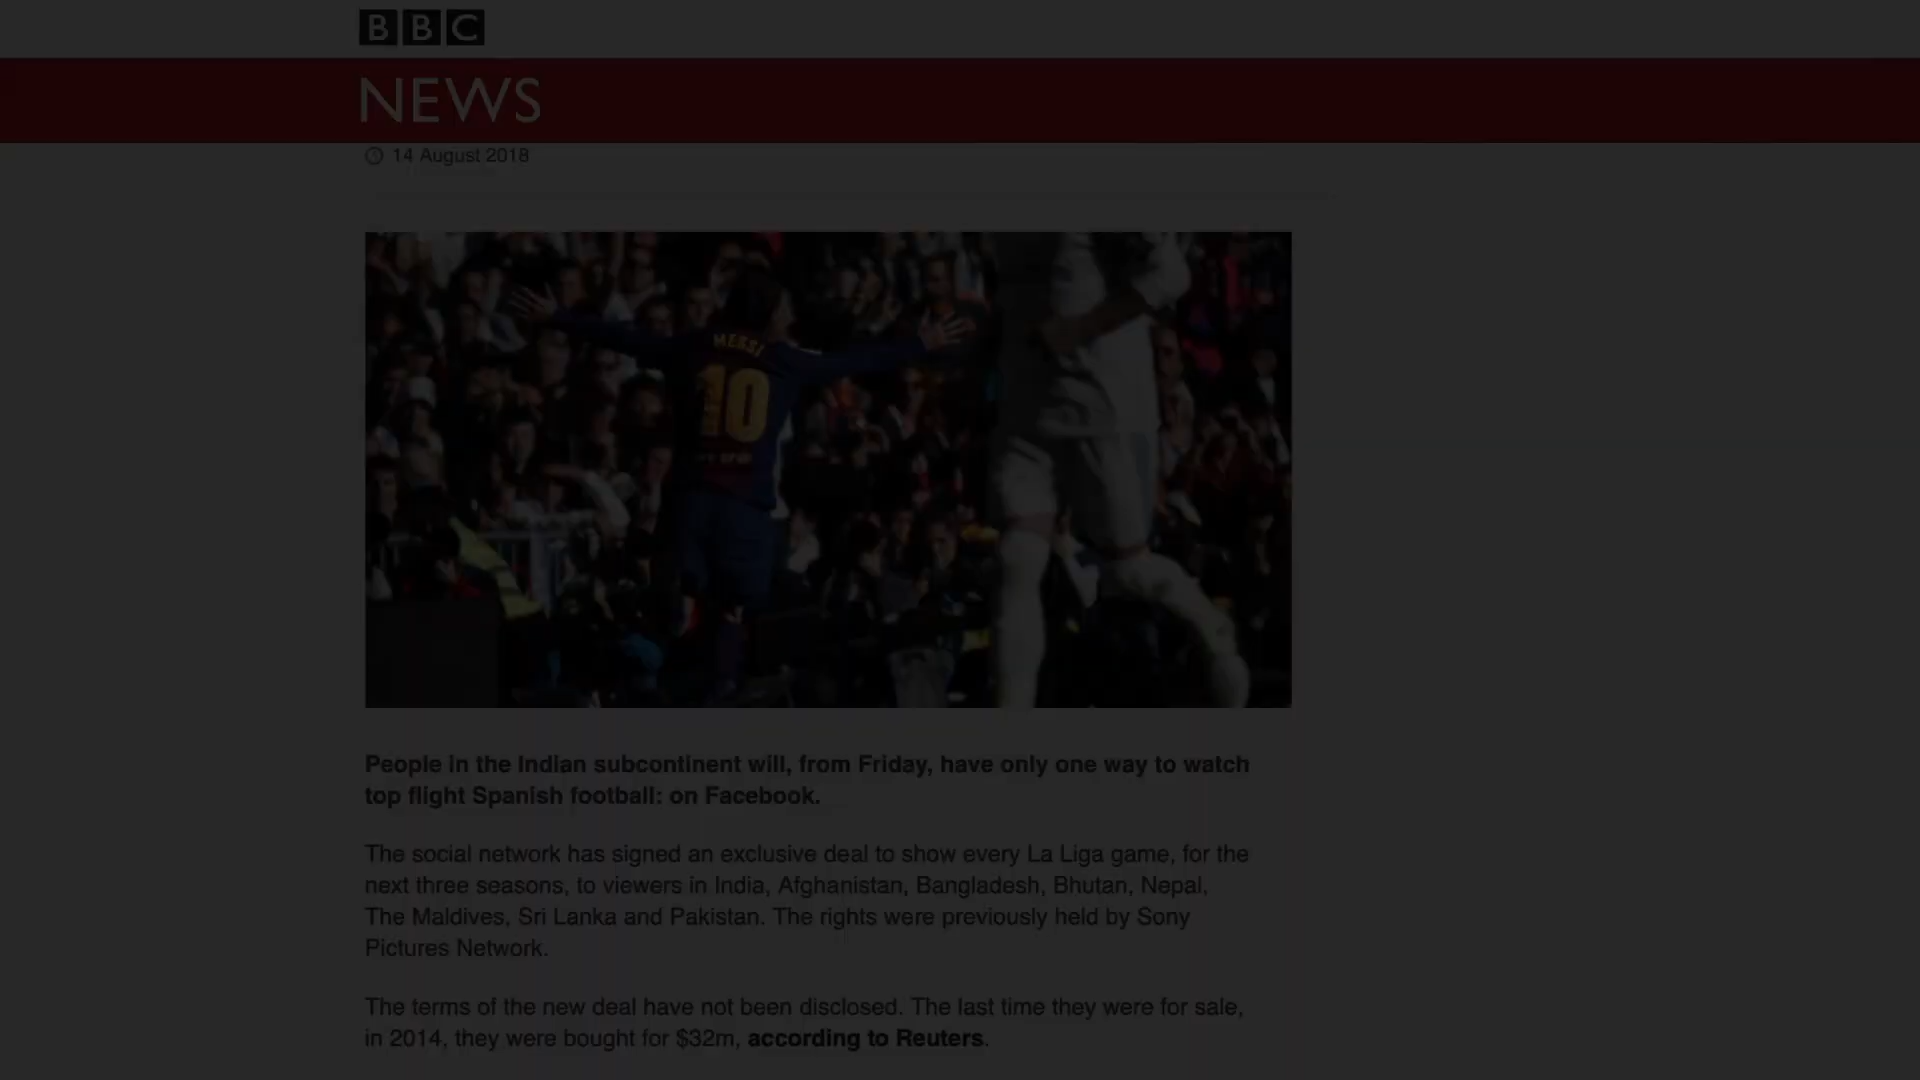 BBC
NEWS
14 August 2018
MESSI
10
People in the Indian subcontinent will, from Friday, have only one way to watch
top flight Spanish football: on Facebook.
The social network has signed an exclusive deal to show every La Liga game, for the
next three seasons, to viewers in India, Afghanistan, Bangladesh, Bhutan, Nepal,
The Maldives, Sri Lanka and Pakistan. The rights were previously held by Sony
Pictures Network.
The terms of the new deal have not been disclosed. The last time they were for sale,
in 2014, they were bought for $32m, according to Reuters.